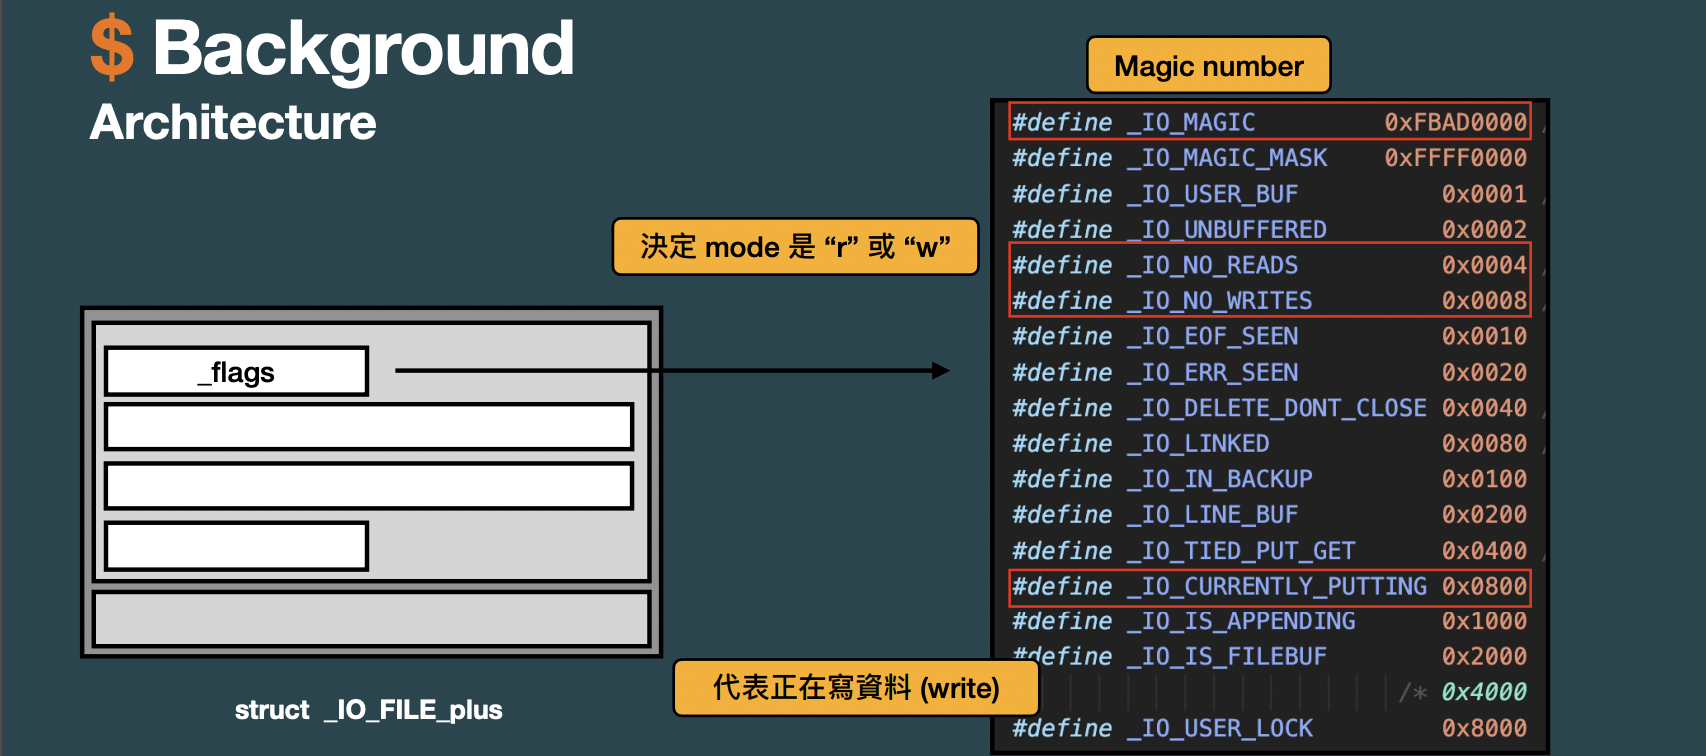 $ Background
Architecture
Magic number
決定 mode 是 “r” 或 “w”
#define _IO_MAGIC 0xFBAD0000 /
#define _IO_MAGIC_MASK 0xFFFF0000
#define _IO_USER_BUF 0x0001 /
#define _IO_UNBUFFERED 0x0002
#define _IO_NO_READS 0x0004 /
#define _IO_NO_WRITES 0x0008 /
#define _IO_EOF_SEEN 0x0010
#define _IO_ERR_SEEN 0x0020
#define _IO_DELETE_DONT_CLOSE 0x0040 /
#define _IO_LINKED 0x0080 /
#define _IO_IN_BACKUP 0x0100
#define _IO_LINE_BUF 0x0200
#define _IO_TIED_PUT_GET 0x0400 /
#define _IO_CURRENTLY_PUTTING 0x0800
#define _IO_IS_APPENDING 0x1000
#define _IO_IS_FILEBUF 0x2000
/* 0x4000
#define _IO_USER_LOCK 0x8000
_flags
代表正在寫資料 (write)
struct _IO_FILE_plus